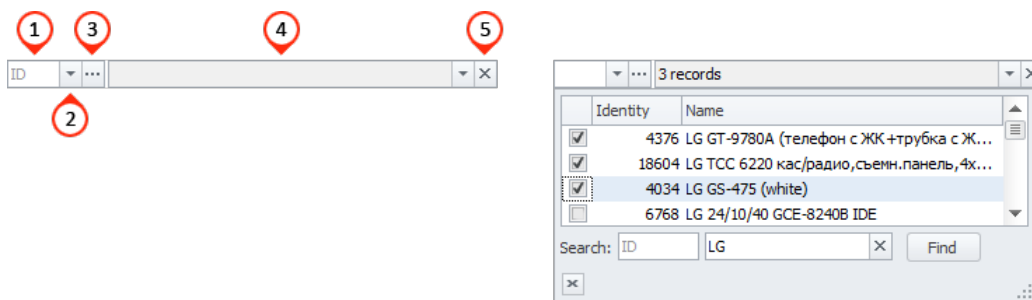 1 3 4 5
ID ...
2
... 3 records
Identity Name
4376 LG GT-9780A (телефон с ЖК+трубка с Ж...
18604 LG TCC 6220 кас/радио,съемн.панель,4x...
4034 LG GS-475 (white)
6768 LG 24/10/40 GCE-8240B IDE
Search: ID LG Find